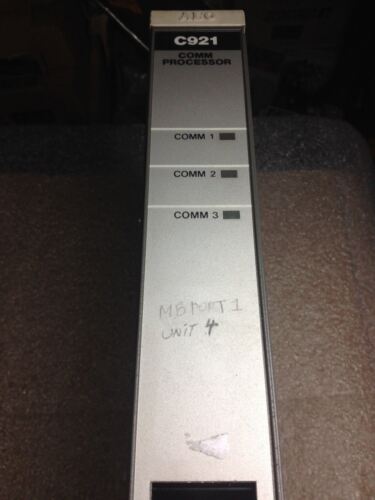 C921
COMM
PROCESSOR
COMM 1
COMM 2
COMM 3
MB PORT 1
UNIT 4